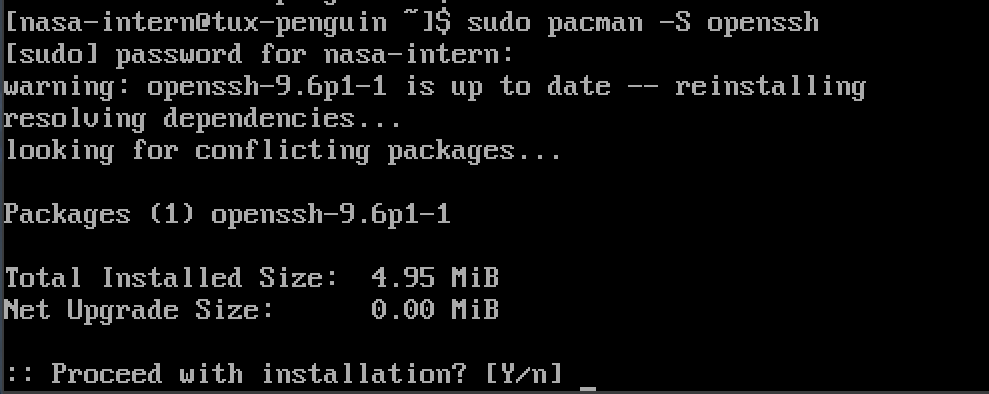 [nasa-intern@tux-penguin ~]$ sudo pacman -S openssh
[sudo] password for nasa-intern:
warning: openssh-9.6p1-1 is up to date -- reinstalling
resolving dependencies...
looking for conflicting packages...
Packages (1) openssh-9.6p1-1
Total Installed Size:  4.95 MiB
Net Upgrade Size:      0.00 MiB
:: Proceed with installation? [Y/n] _